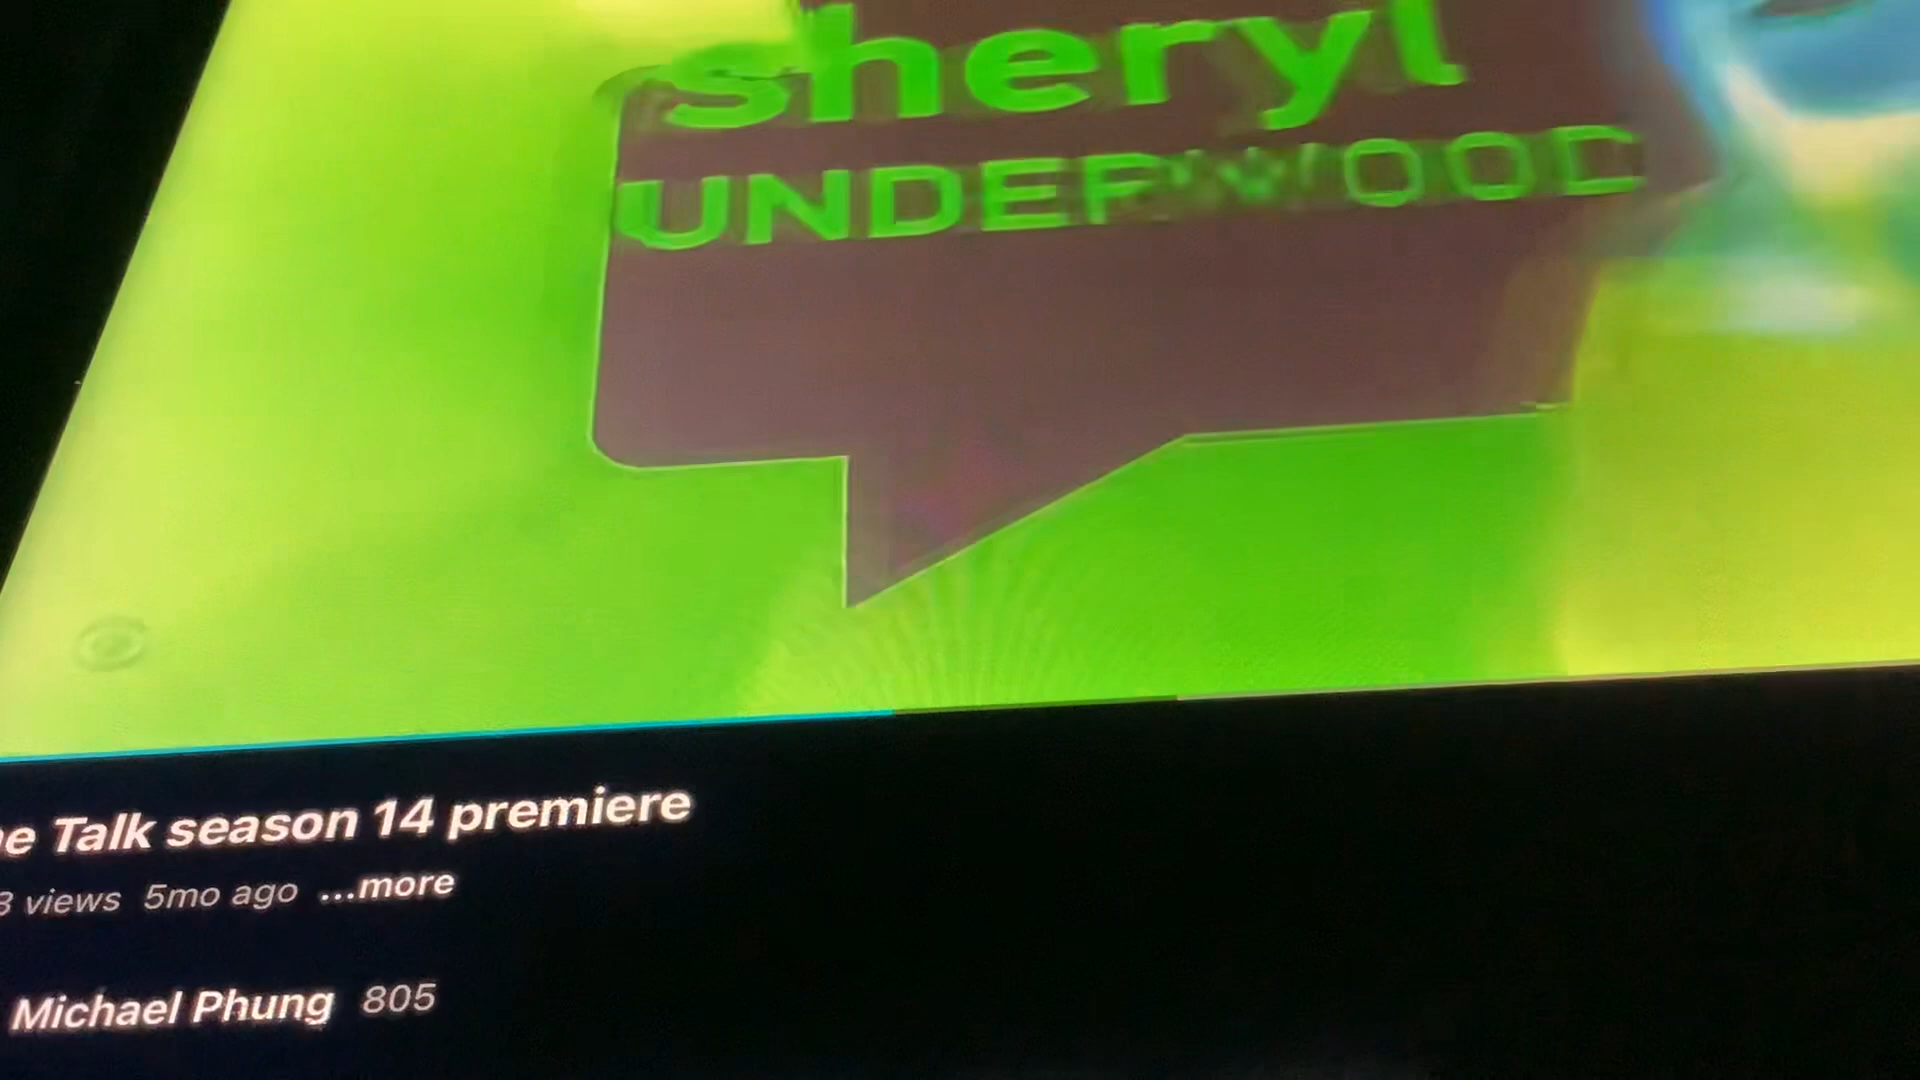 sheryl
UNDERWOOD
Talk season 14 premiere
views 5mo ago ...more
Michael Phung 805